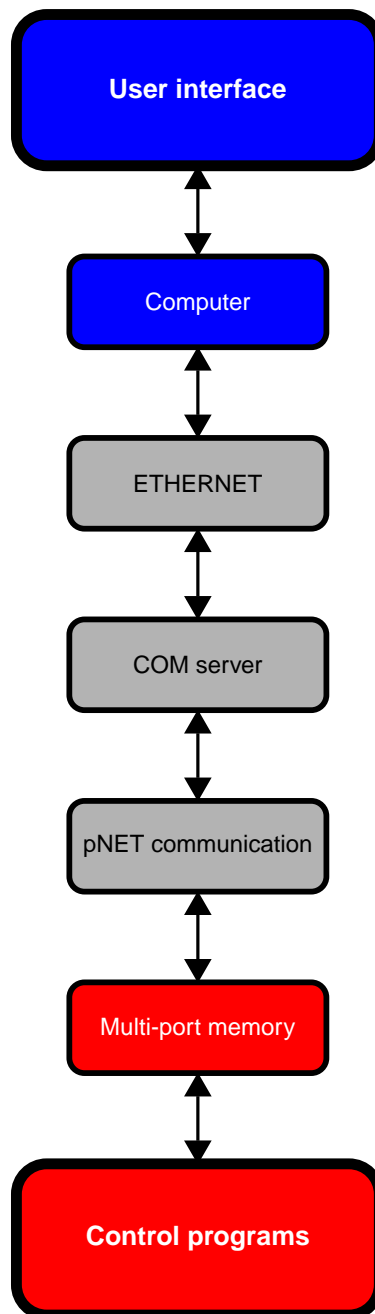 User interface
Computer
ETHERNET
COM server
pNET communication
Multi-port memory
Control programs